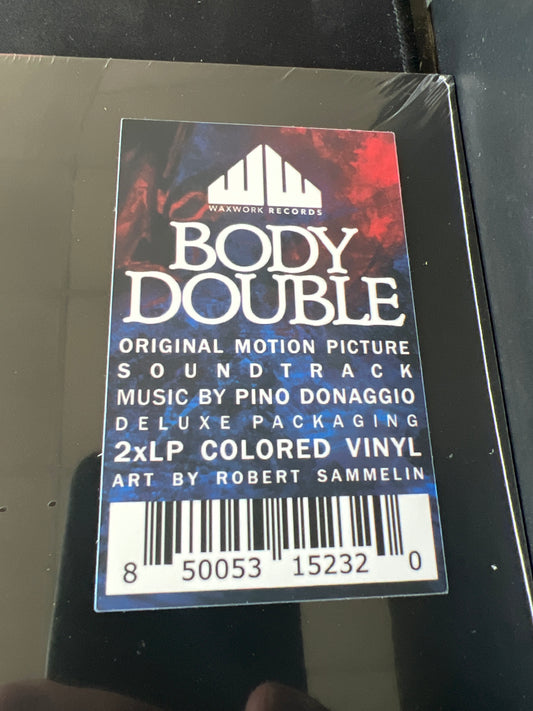 WAXWORK RECORDS
BODY
DOUBLE
ORIGINAL MOTION PICTURE
SOUNDTRACK
MUSIC BY PINO DONAGGIO
DELUXE PACKAGING
2xLP COLORED VINYL
ART BY ROBERT SAMMELIN
8 50053 15232 0